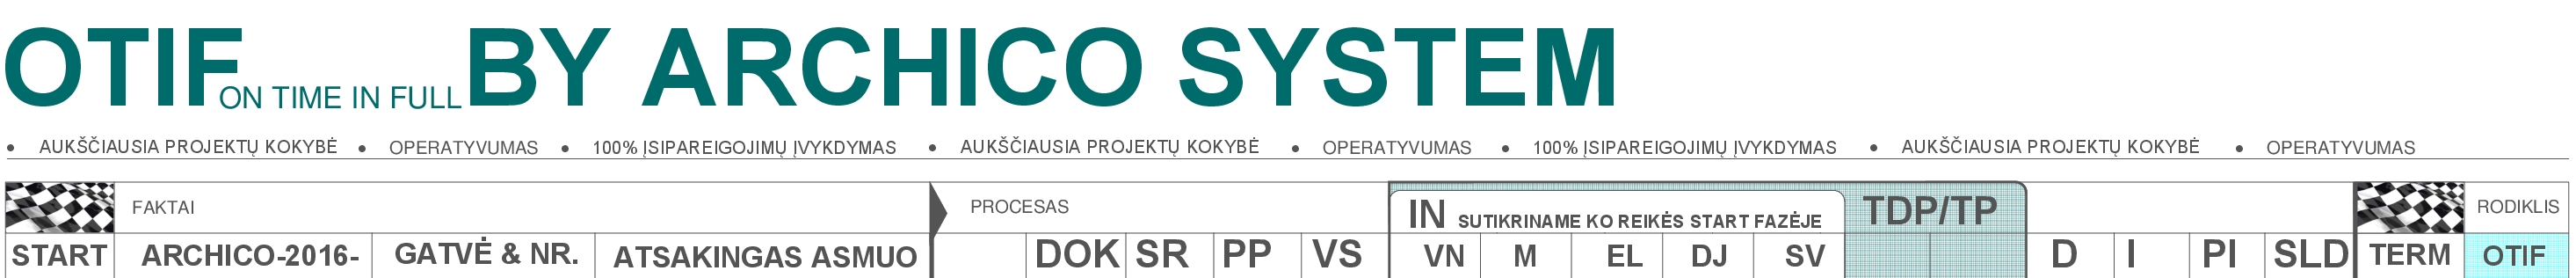 OTIF ON TIME IN FULL BY ARCHICO SYSTEM
• AUKŠČIAUSIA PROJEKTŲ KOKYBĖ • OPERATYVUMAS • 100% ĮSIPAREIGOJIMŲ ĮVYKDYMAS • AUKŠČIAUSIA PROJEKTŲ KOKYBĖ • OPERATYVUMAS • 100% ĮSIPAREIGOJIMŲ ĮVYKDYMAS • AUKŠČIAUSIA PROJEKTŲ KOKYBĖ • OPERATYVUMAS
FAKTAI PROCESAS IN SUTIKRINAME KO REIKĖS START FAZĖJE TDP/TP RODIKLIS
START ARCHICO-2016- GATVĖ & NR. ATSAKINGAS ASMUO DOK SR PP VS VN M EL DJ SV D I PI SLD TERM OTIF